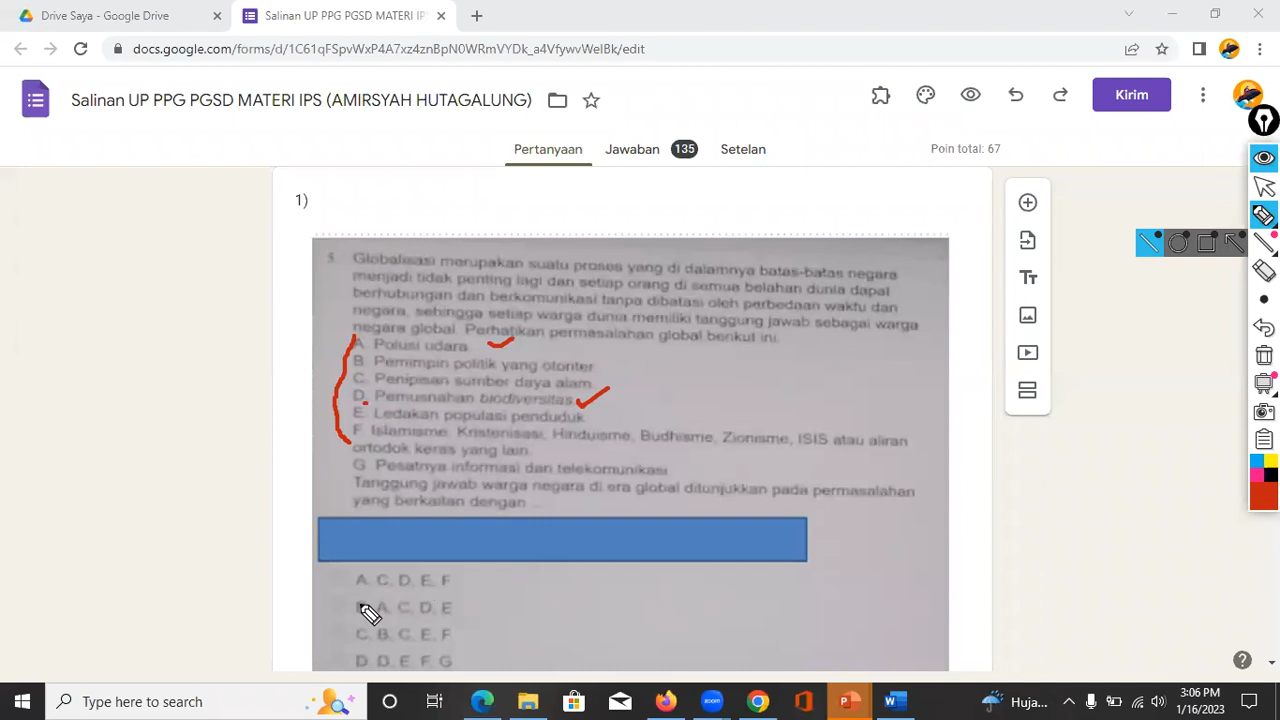 Drive Saya - Google Drive
Salinan UP PPG PGSD MATERI IPS
docs.google.com/forms/d/1C61qFSpvWxP4A7xz4znBpN0WRmVYDk_a4VfywvWelBk/edit
Salinan UP PPG PGSD MATERI IPS (AMIRSYAH HUTAGALUNG)
Kirim
Pertanyaan
Jawaban 135
Setelan
Poin total: 67
1)
5. Globalisasi merupakan suatu proses yang di dalamnya batas-batas negara
menjadi tidak penting lagi dan setiap orang di semua belahan dunia dapat
berhubungan dan berkomunikasi tanpa dibatasi oleh perbedaan waktu dan
negara, sehingga setiap warga dunia memiliki tanggung jawab sebagai warga
negara global. Perhatikan permasalahan global berikut ini.
A. Polusi udara
B. Pemimpin politik yang otoriter
C. Penipisan sumber daya alam
D. Pemusnahan biodiversitas
E. Ledakan populasi penduduk
F. Islamisme, Kristenisasi, Hinduisme, Budhisme, Zionisme, ISIS atau aliran
ortodok keras yang lain.
G. Pesatnya informasi dan telekomunikasi
Tanggung jawab warga negara di era global ditunjukkan pada permasalahan
yang berkaitan dengan ...
A. C, D, E, F
A, C, D, E
C. B, C, E, F
D. D, E, F, G
Type here to search
Huja...
3:06 PM
1/16/2023